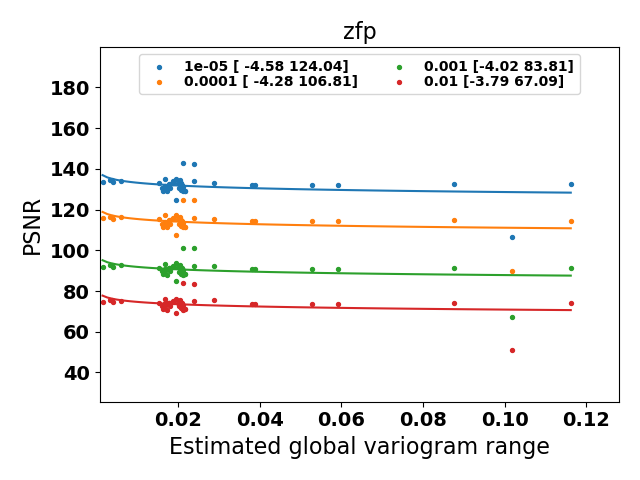 zfp
1e-05 [ -4.58 124.04]
0.0001 [ -4.28 106.81]
0.001 [-4.02 83.81]
0.01 [-3.79 67.09]
PSNR
180
160
140
120
100
80
60
40
0.02 0.04 0.06 0.08 0.10 0.12
Estimated global variogram range